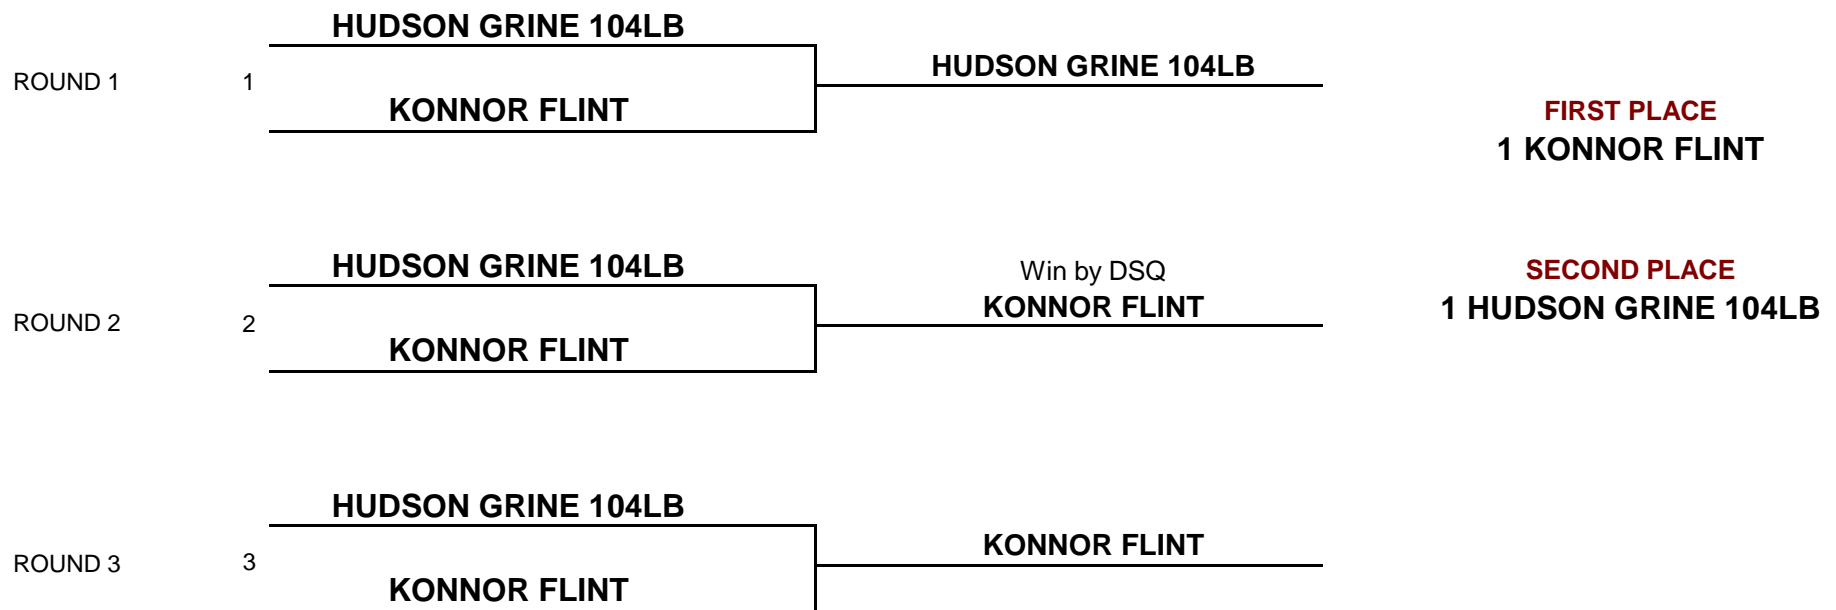 HUDSON GRINE 104LB
ROUND 1
1
HUDSON GRINE 104LB
KONNOR FLINT
FIRST PLACE
1 KONNOR FLINT
HUDSON GRINE 104LB
Win by DSQ
SECOND PLACE
ROUND 2
2
KONNOR FLINT
1 HUDSON GRINE 104LB
KONNOR FLINT
HUDSON GRINE 104LB
ROUND 3
3
KONNOR FLINT
KONNOR FLINT